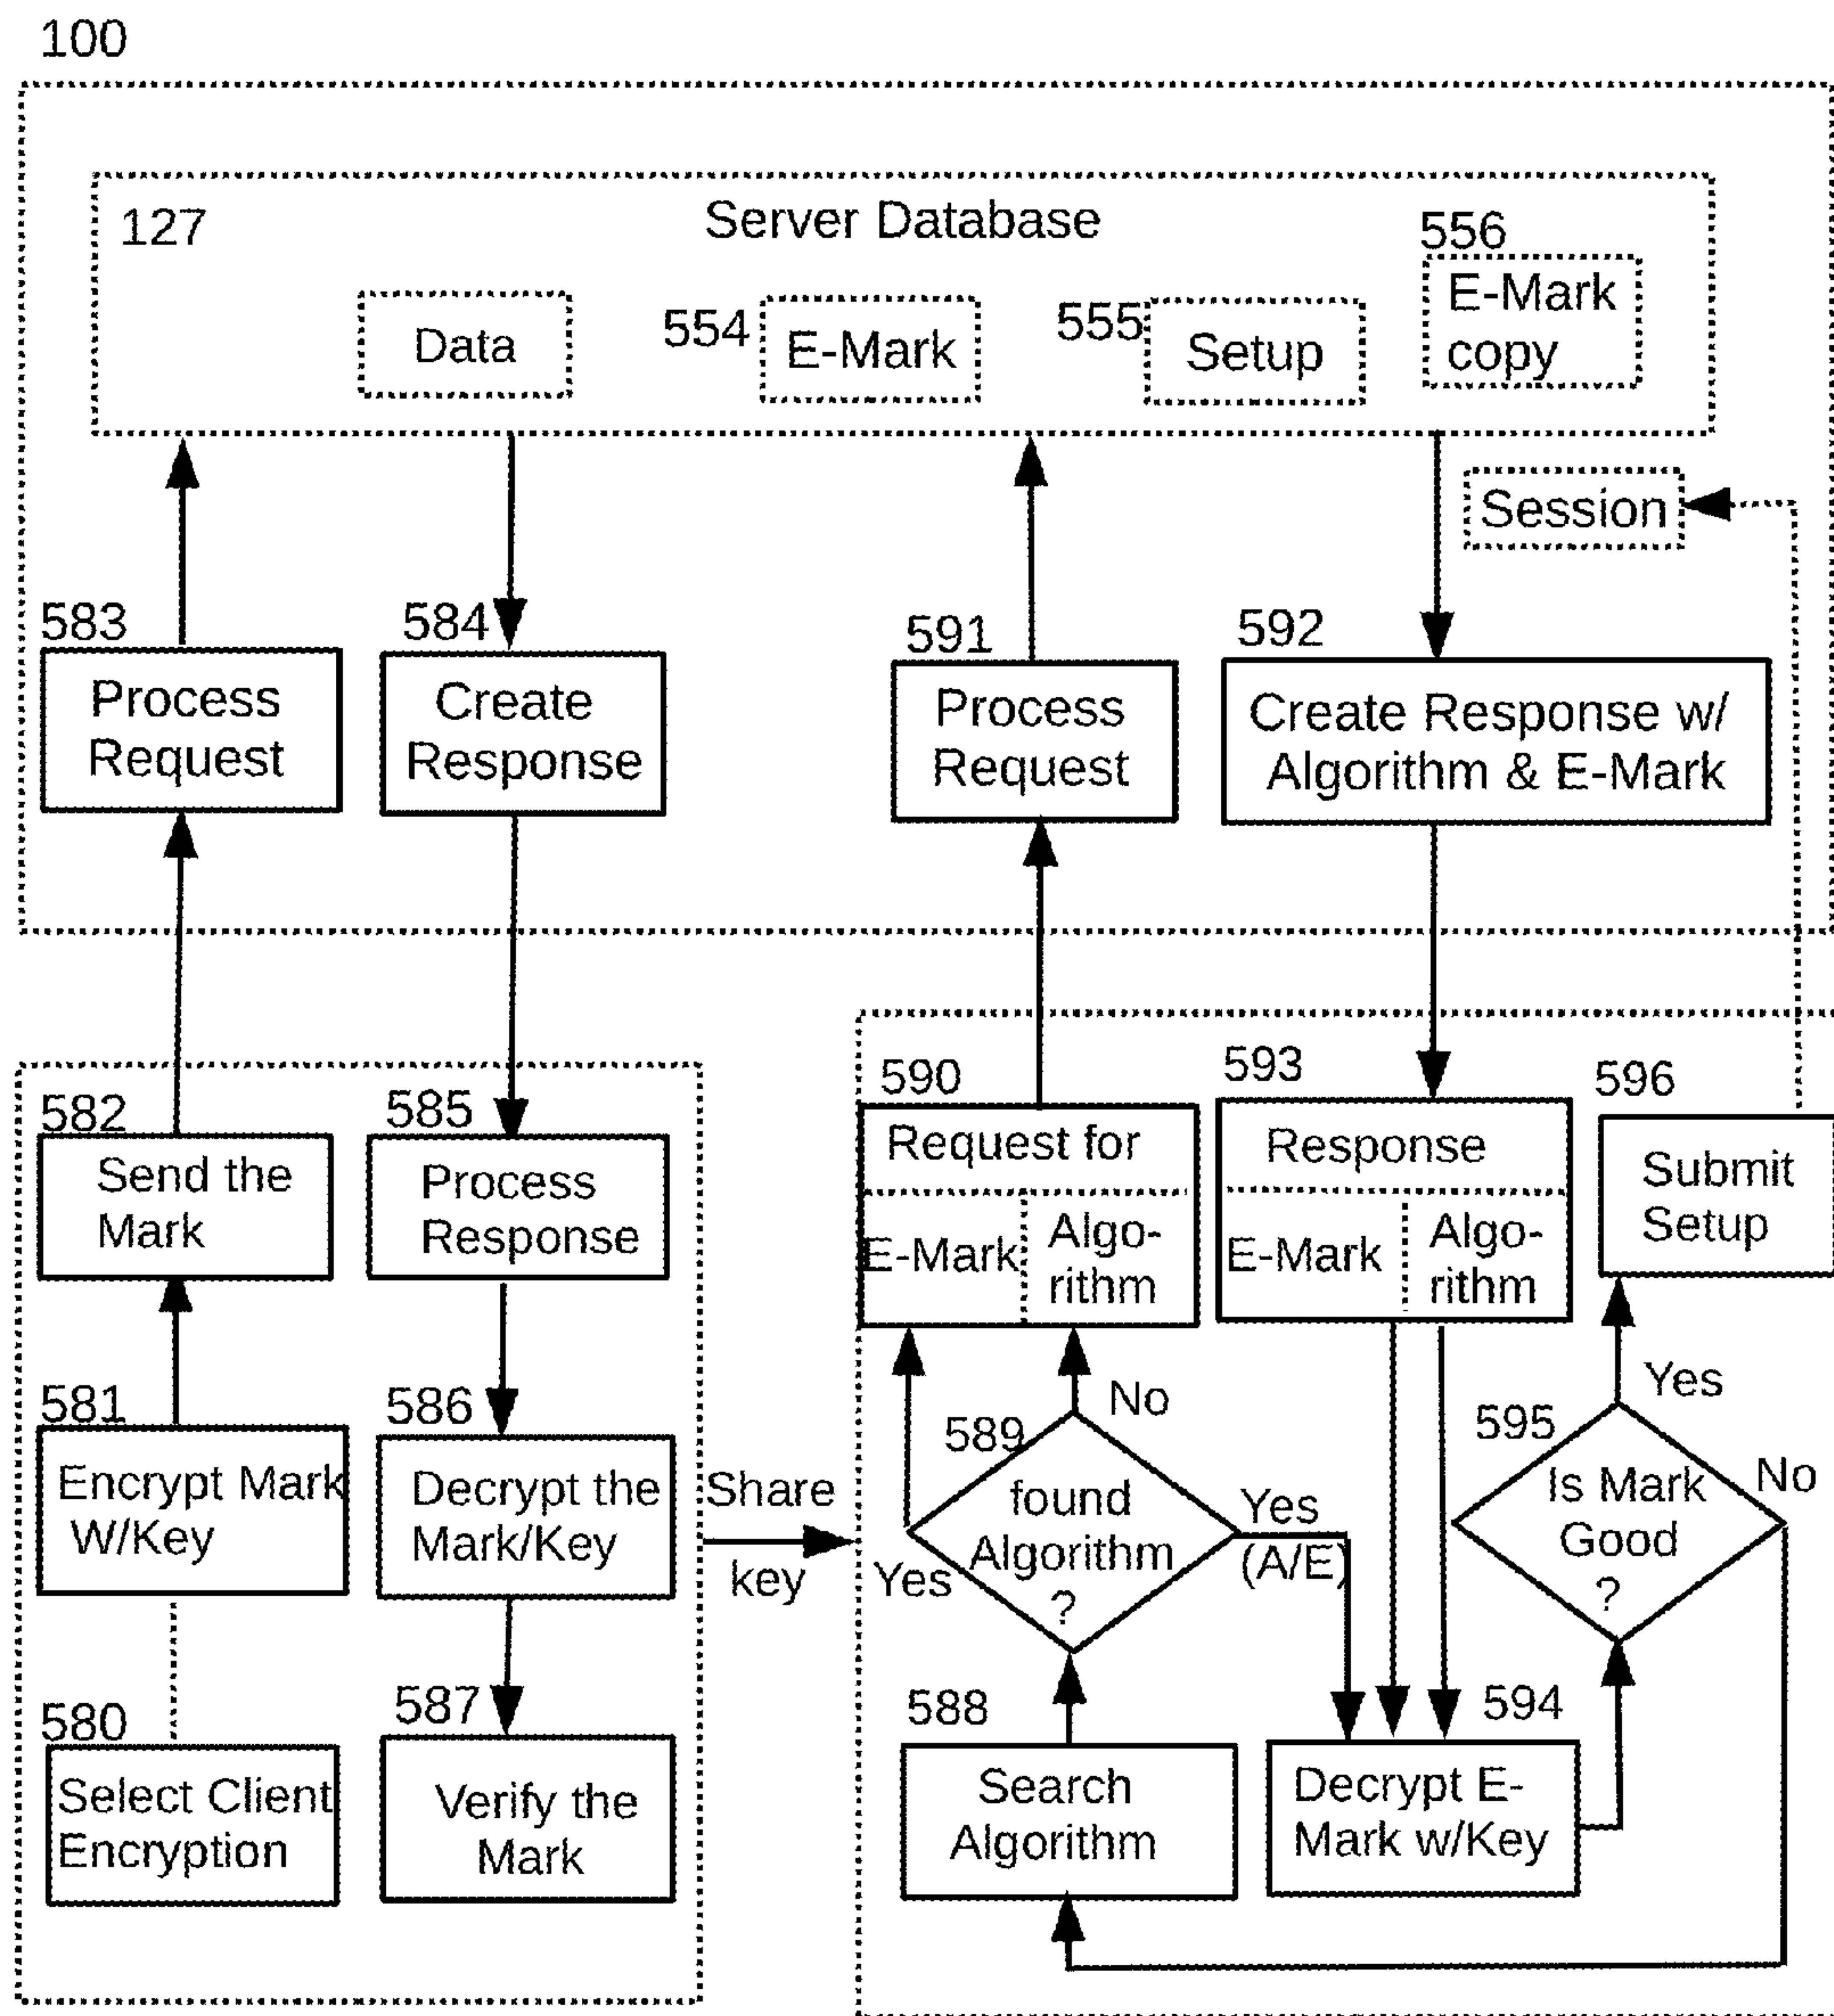 100
127
Server Database
556
Data
554
E-Mark
555
Setup
E-Mark
copy
Session
583
Process
Request
584
Create
Response
591
Process
Request
592
Create Response w/
Algorithm & E-Mark
582
Send the
Mark
585
Process
Response
590
Request for
E-Mark
Algo-
rithm
593
Response
E-Mark
Algo-
rithm
596
Submit
Setup
581
Encrypt Mark
W/Key
586
Decrypt the
Mark/Key
Share
key
589
found
Algorithm
?
No
Yes
Yes
(A/E)
595
Is Mark
Good
?
Yes
No
580
Select Client
Encryption
587
Verify the
Mark
588
Search
Algorithm
594
Decrypt E-
Mark w/Key